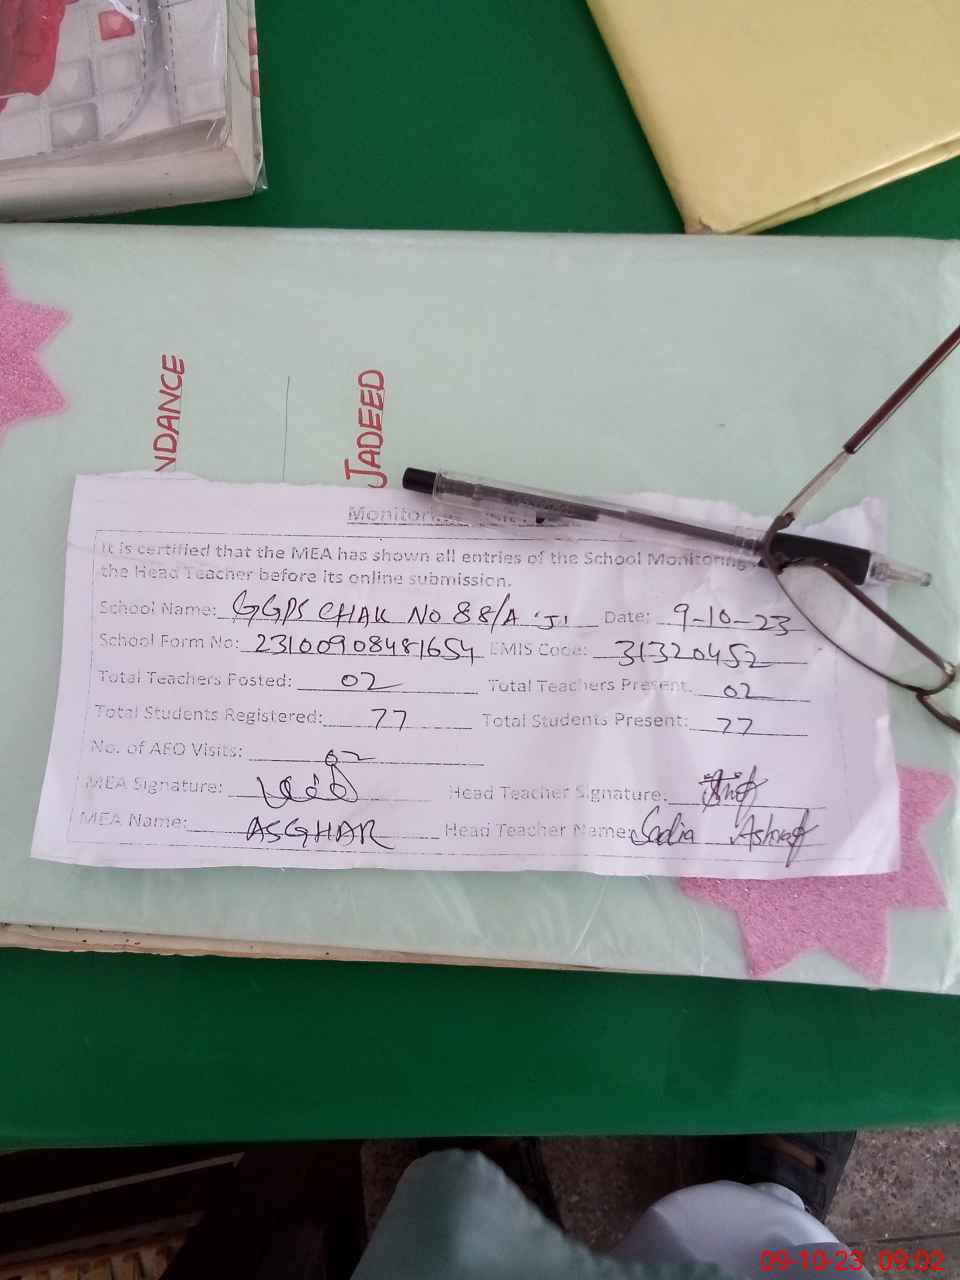 NDANCE
JADEED
It is certified that the MEA has shown all entries of the School Monitoring
the Head Teacher before its online submission.
School Name: GGPS CHAK No 88/A 'J' Date: 9-10-23
School Form No: 23100908481654 EMIS Code: 31320452
Total Teachers Posted: 02 Total Teachers Present: 02
Total Students Registered: 77 Total Students Present: 77
No. of AEO Visits: 02
MEA Signature: Head Teacher Signature:
MEA Name: ASGHAR Head Teacher Name: Sadia Ashraf
09-10-23 09:02